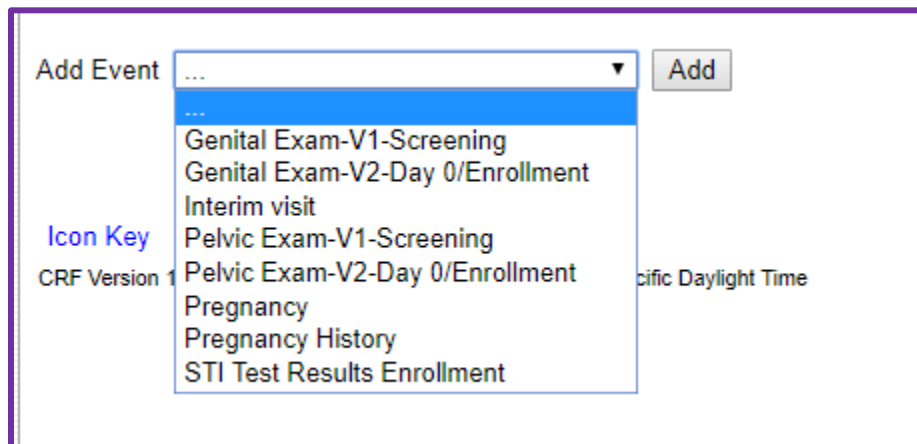 Add Event ... ▼ Add
...
Genital Exam-V1-Screening
Genital Exam-V2-Day 0/Enrollment
Interim visit
Icon Key
Pelvic Exam-V1-Screening
CRF Version 1
Pelvic Exam-V2-Day 0/Enrollment
cific Daylight Time
Pregnancy
Pregnancy History
STI Test Results Enrollment